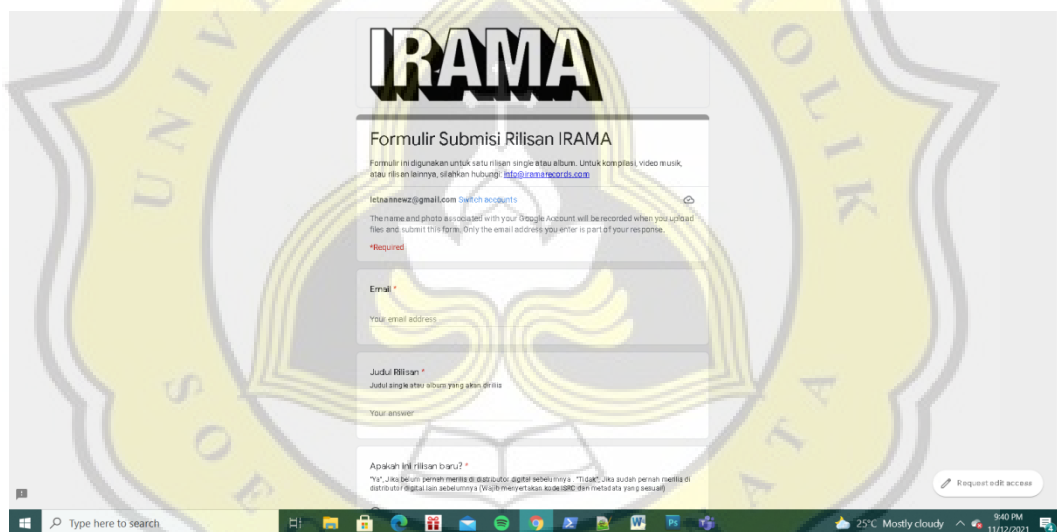 IRAMA
Formulir Submisi Rilisan IRAMA
Formulir ini digunakan untuk satu rilisan single atau album. Untuk kompilasi, video musik,
atau rilisan lainnya, silahkan hubungi: info@iramarecords.com
letnannewz@gmail.com Switch accounts
The name and photo associated with your Google Account will be recorded when you upload
files and submit this form. Only the email address you enter is part of your response.
*Required
Email *
Your email address
Judul Rilisan *
Judul single atau album yang akan dirilis
Your answer
Apakah ini rilisan baru? *
"Ya", Jika belum pernah merilis di distributor digital sebelumnya. "Tidak", Jika sudah pernah merilis di
distributor digital lain sebelumnya (Wajib menyertakan kode ISRC dan metadata yang sesuai)
Request edit access
Type here to search
25°C Mostly cloudy
9:40 PM
11/12/2021